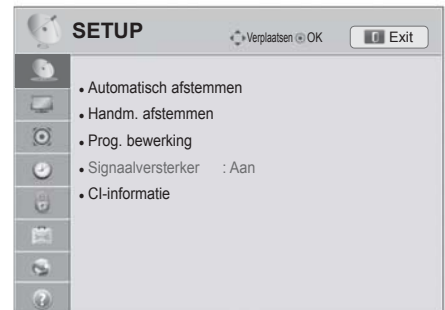 SETUP
Verplaatsen OK
Exit
• Automatisch afstemmen
• Handm. afstemmen
• Prog. bewerking
• Signaalversterker : Aan
• CI-informatie